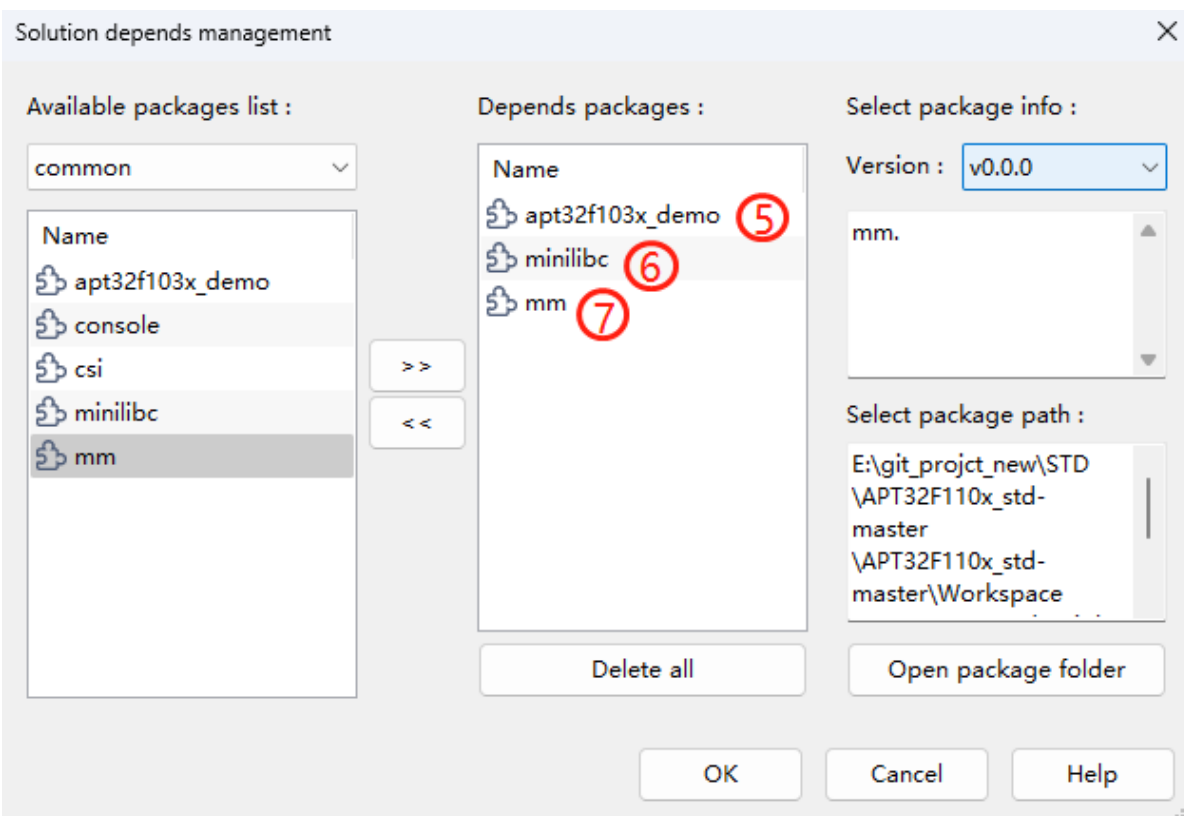 Solution depends management
Available packages list :
common
Name
apt32f103x_demo
console
csi
minilibc
mm
>>
<<
Depends packages :
Name
apt32f103x_demo ⑤
minilibc ⑥
mm ⑦
Delete all
Select package info :
Version : v0.0.0
mm.
Select package path :
E:\git_projct_new\STD
\APT32F110x_std-
master
\APT32F110x_std-
master\Workspace
Open package folder
OK
Cancel
Help